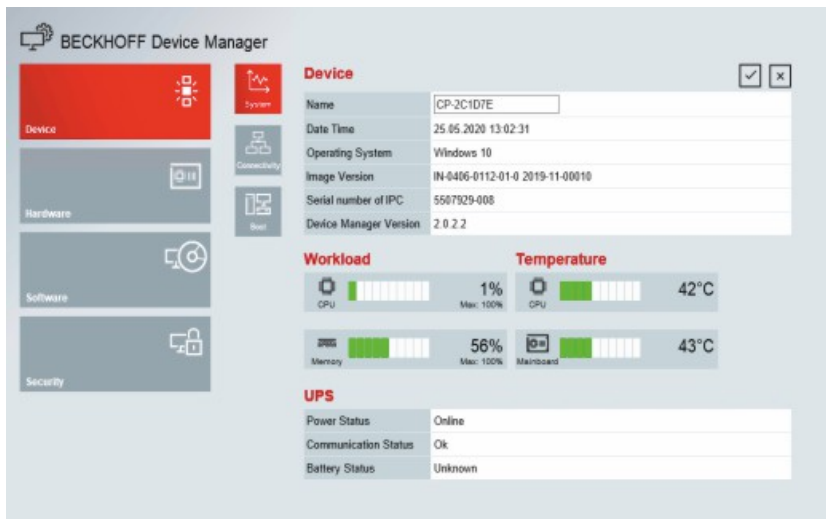 BECKHOFF Device Manager
Device
Hardware
Software
Security
System
Connectivity
Boot
Device
Name CP-2C1D7E
Date Time 25.05.2020 13:02:31
Operating System Windows 10
Image Version IN-0406-0112-01-0 2019-11-00010
Serial number of IPC 5507929-008
Device Manager Version 2.0.2.2
Workload
CPU 1%
Max: 100%
Memory 56%
Max: 100%
Temperature
CPU 42°C
Mainboard 43°C
UPS
Power Status Online
Communication Status Ok
Battery Status Unknown